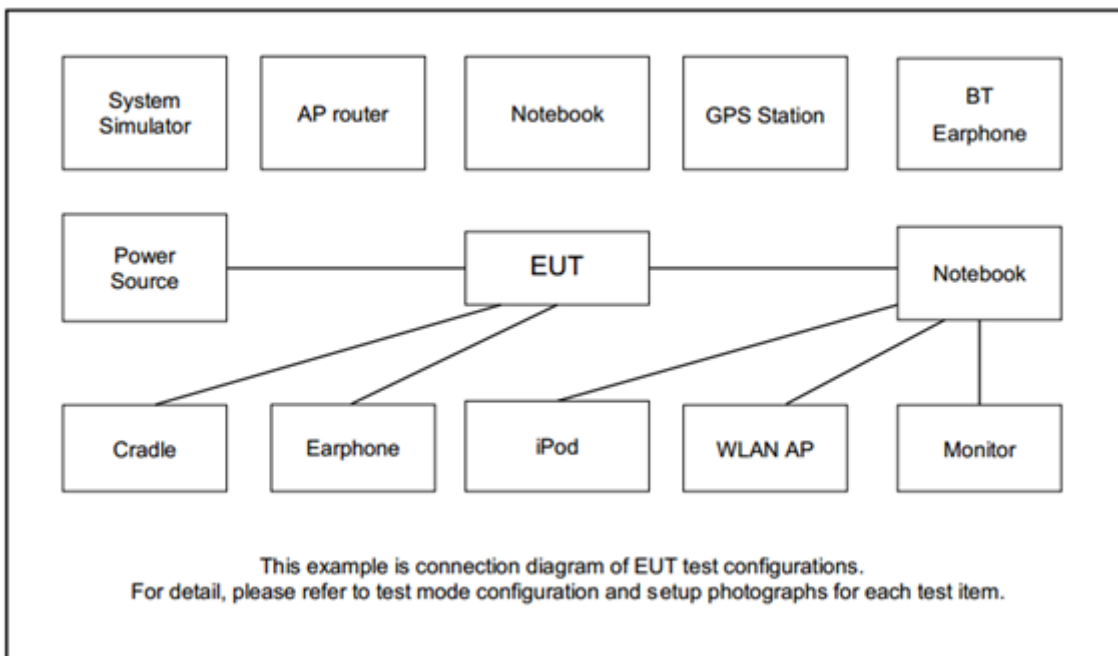 System
Simulator
AP router
Notebook
GPS Station
BT
Earphone
Power
Source
EUT
Notebook
Cradle
Earphone
iPod
WLAN AP
Monitor
This example is connection diagram of EUT test configurations.
For detail, please refer to test mode configuration and setup photographs for each test item.